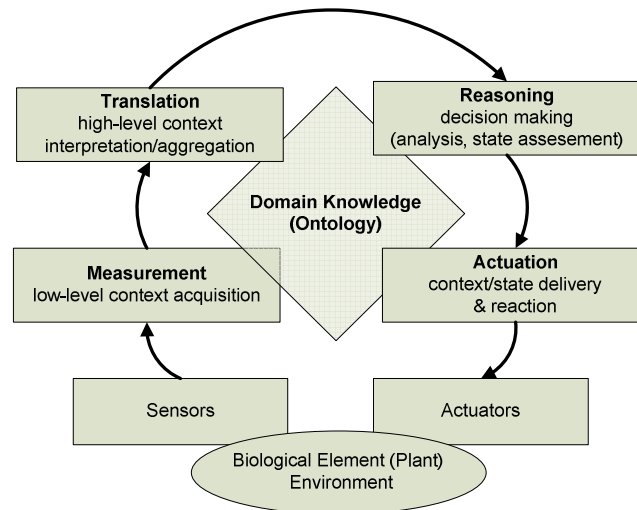 Translation
high-level context
interpretation/aggregation
Reasoning
decision making
(analysis, state assesement)
Domain Knowledge
(Ontology)
Measurement
low-level context acquisition
Actuation
context/state delivery
& reaction
Sensors
Actuators
Biological Element (Plant)
Environment